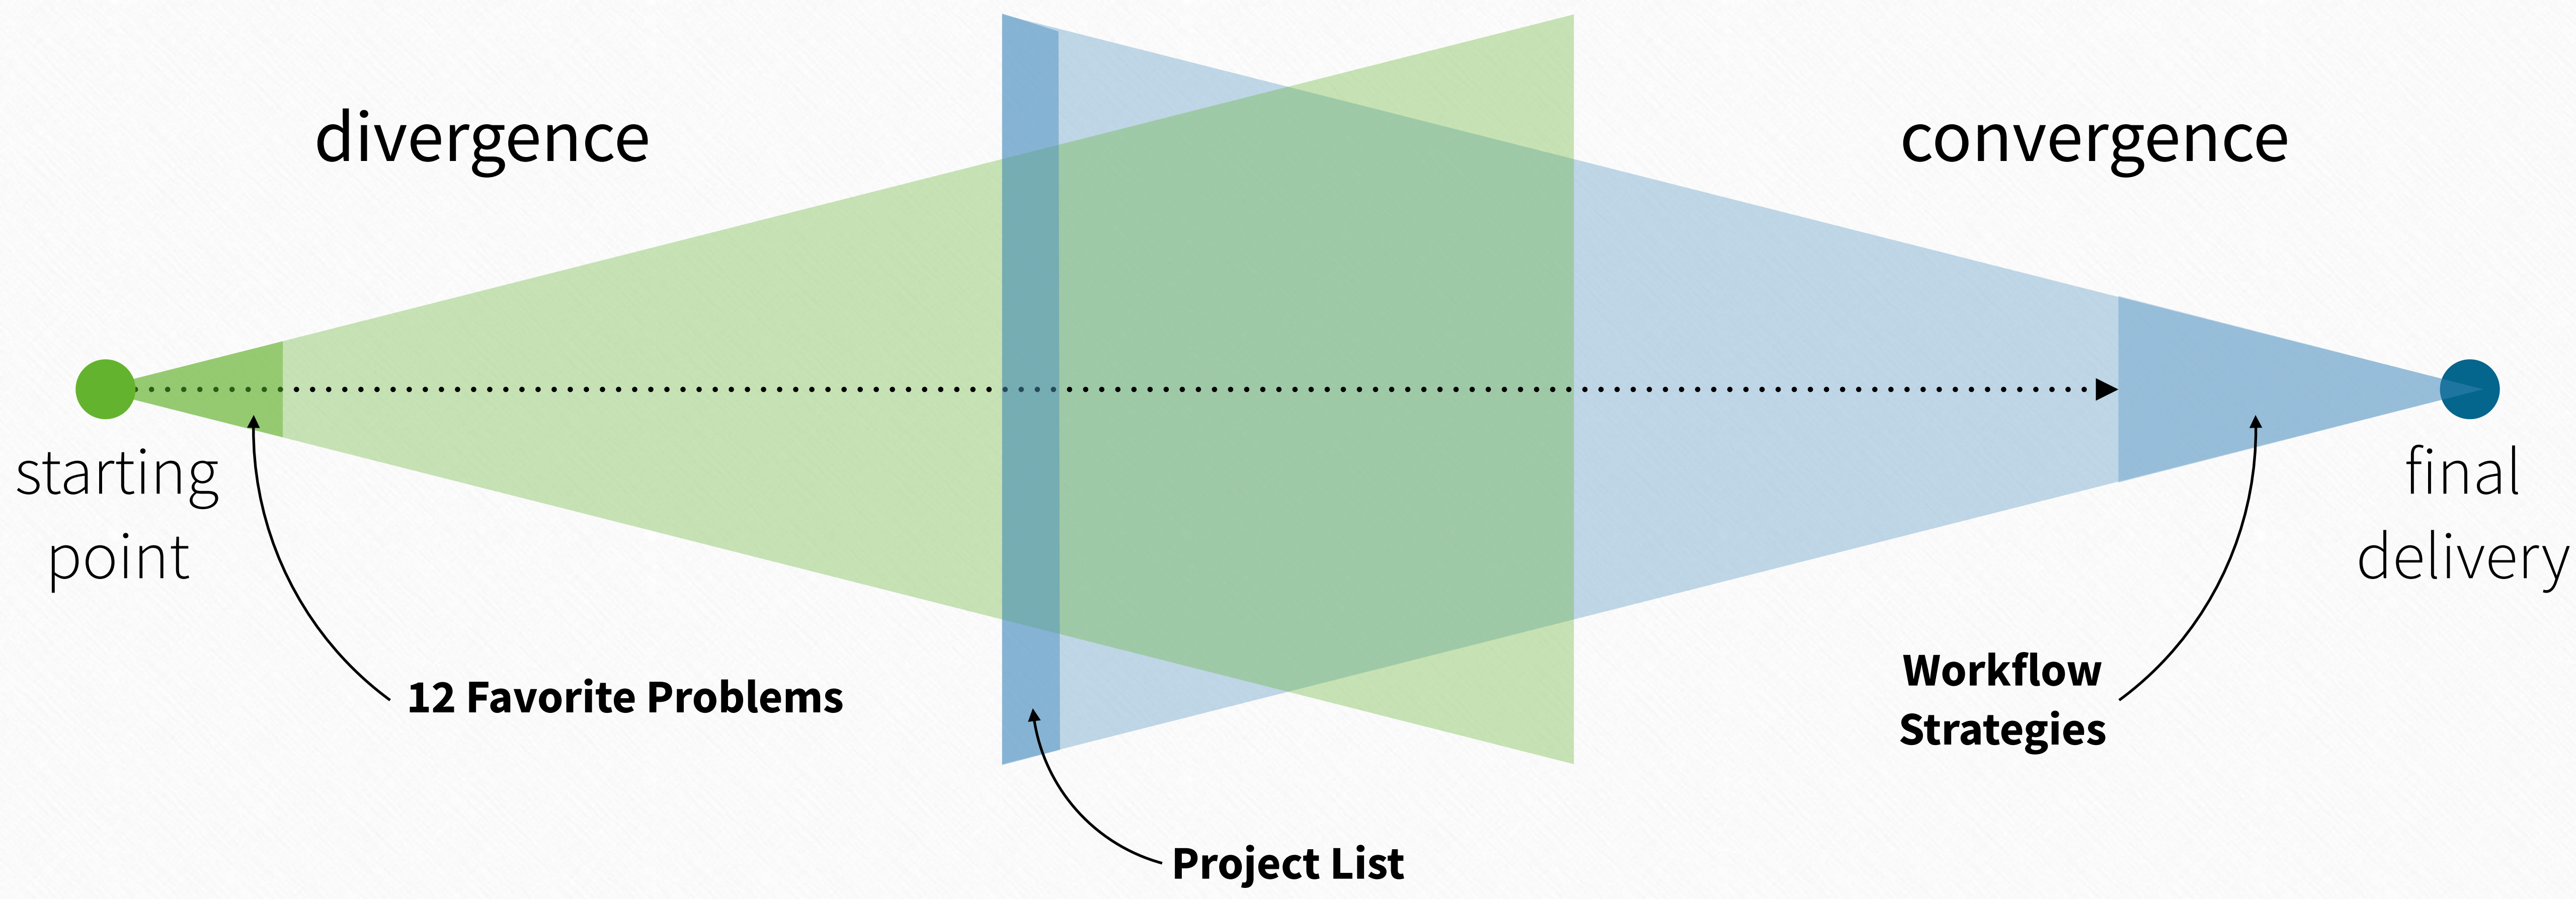 divergence
convergence
starting
point
final
delivery
12 Favorite Problems
Workflow
Strategies
Project List